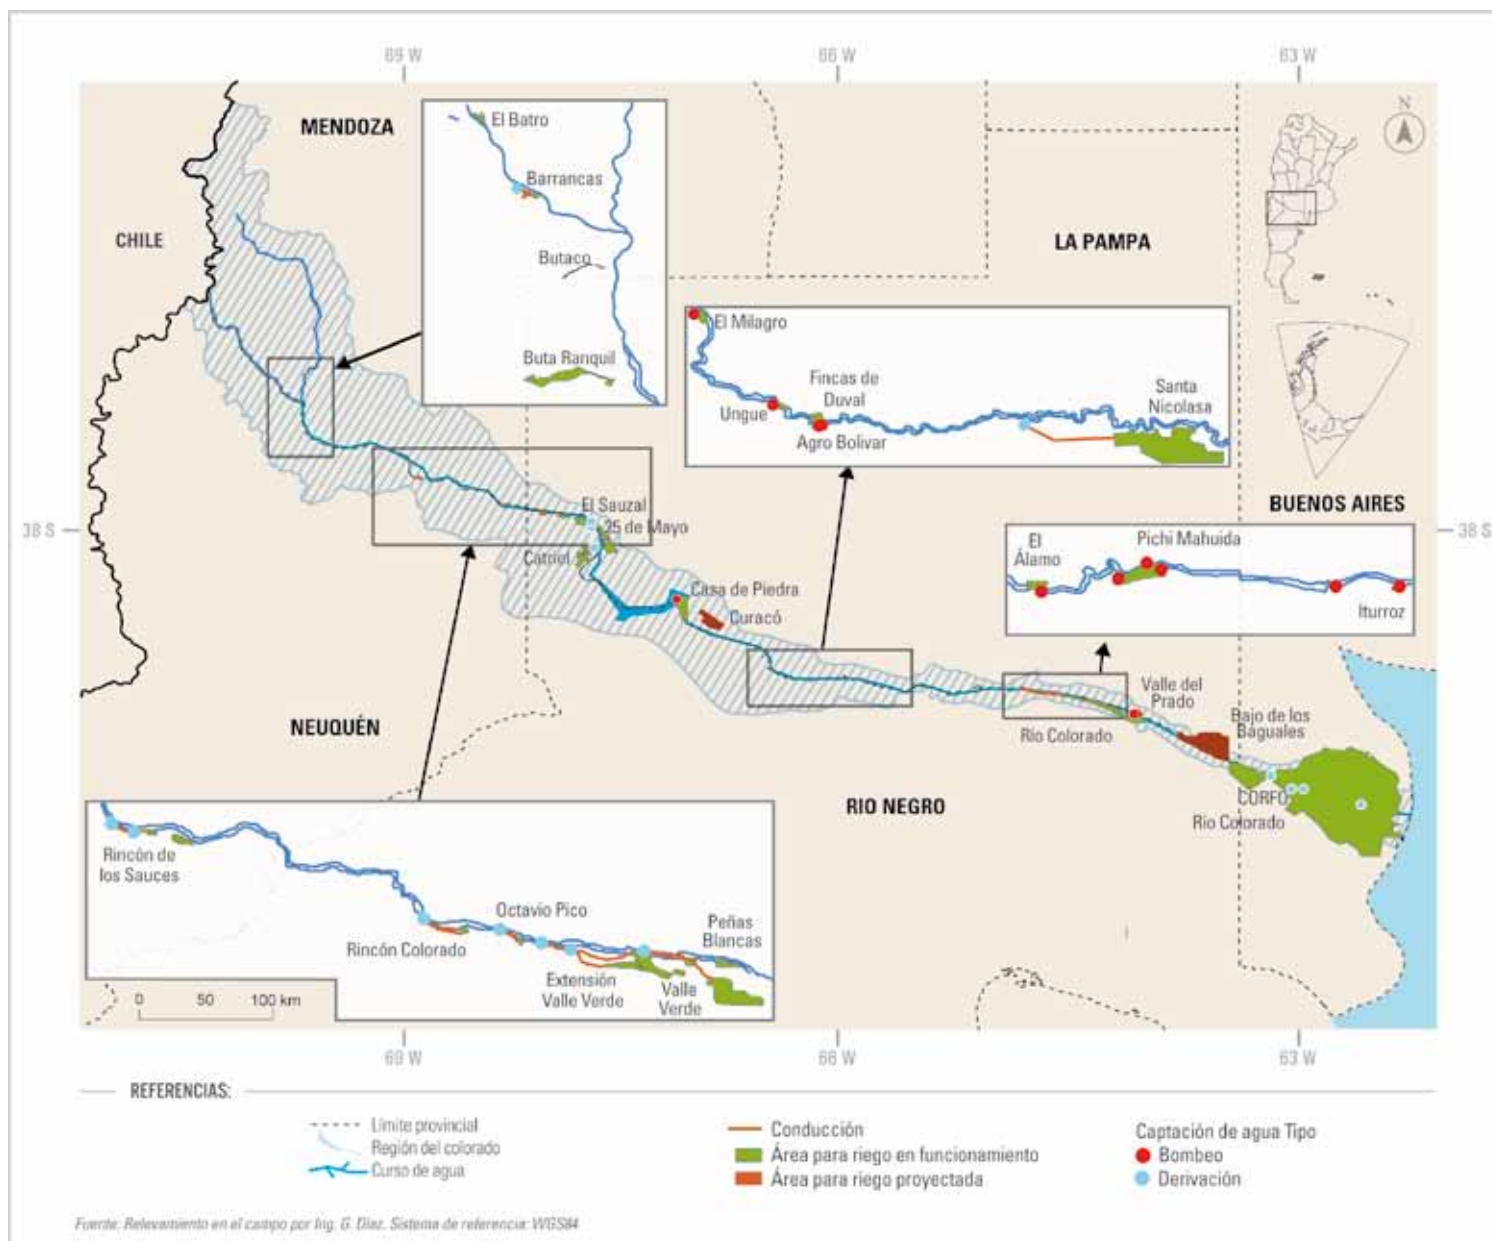 69 W
66 W
63 W
MENDOZA
CHILE
El Batro
Barrancas
Butaco
Buta Ranquil
LA PAMPA
N
El Milagro
Ungue
Fincas de
Duval
Agro Bolivar
Santa
Nicolasa
BUENOS AIRES
38 S
38 S
El Sauzal
25 de Mayo
Catriel
Casa de Piedra
Curacó
El
Álamo
Pichi Mahuida
Iturroz
Valle del
Prado
Río Colorado
Bajo de los
Baguales
CORFO
Río Colorado
NEUQUÉN
RIO NEGRO
Rincón de
los Sauces
Rincón Colorado
Octavio Pico
Extensión
Valle Verde
Valle
Verde
Peñas
Blancas
0 50 100 km
69 W
66 W
63 W
REFERENCIAS:
Límite provincial
Región del colorado
Curso de agua
Conducción
Área para riego en funcionamiento
Área para riego proyectada
Captación de agua Tipo
Bombeo
Derivación
Fuente: Relevamiento en el campo por Ing. G. Diaz. Sistema de referencia: WGS84